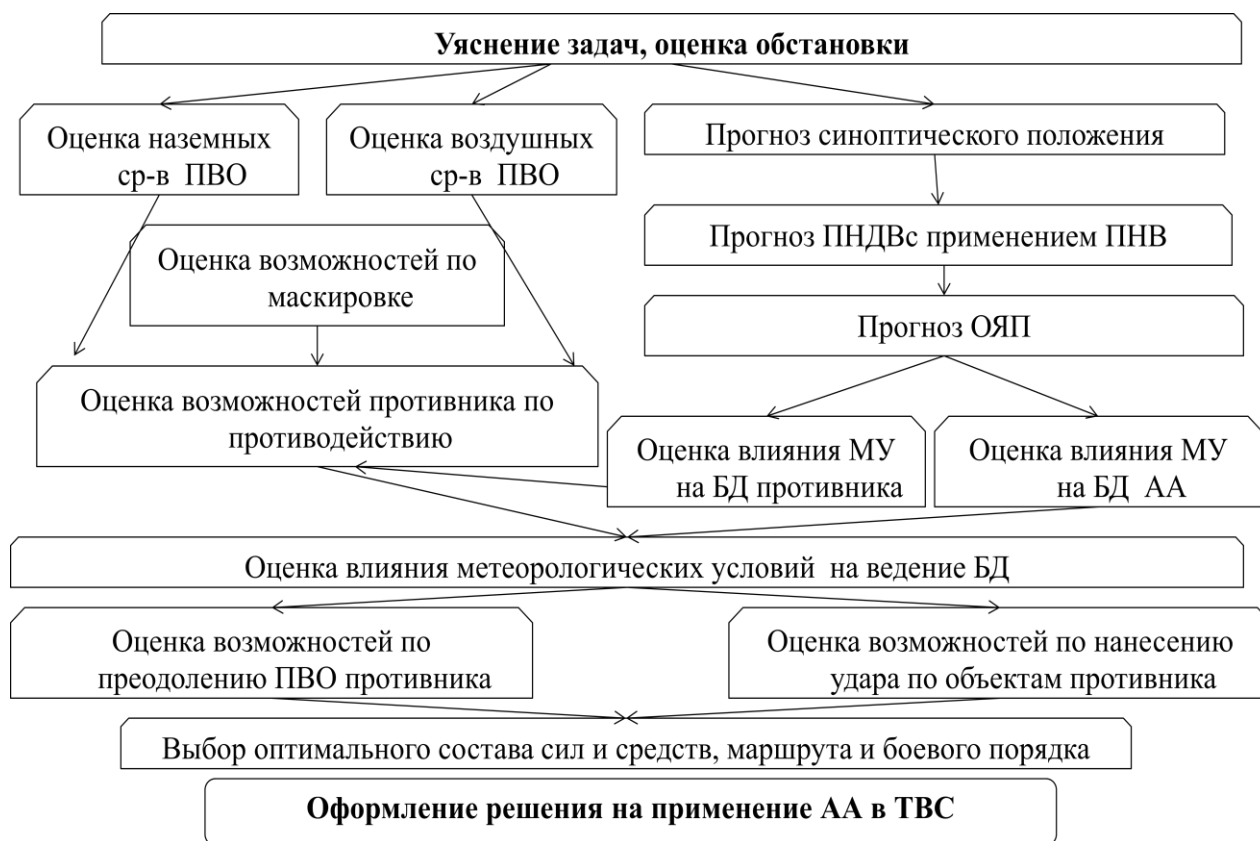 Уяснение задач, оценка обстановки
Оценка наземных
ср-в ПВО
Оценка воздушных
ср-в ПВО
Прогноз синоптического положения
Оценка возможностей по
маскировке
Прогноз ПНДВс применением ПНВ
Прогноз ОЯП
Оценка возможностей противника по
противодействию
Оценка влияния МУ
на БД противника
Оценка влияния МУ
на БД АА
Оценка влияния метеорологических условий на ведение БД
Оценка возможностей по
преодолению ПВО противника
Оценка возможностей по нанесению
удара по объектам противника
Выбор оптимального состава сил и средств, маршрута и боевого порядка
Оформление решения на применение АА в ТВС